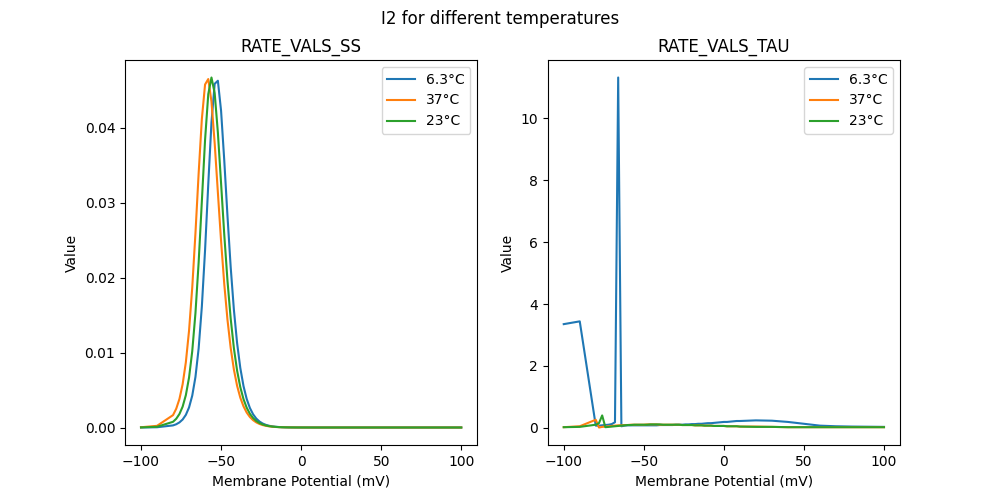 I2 for different temperatures
RATE_VALS_SS
0.04
0.03
0.02
0.01
0.00
Value
−100
−50
0
50
100
Membrane Potential (mV)
6.3°C
37°C
23°C
RATE_VALS_TAU
10
8
6
4
2
0
Value
−100
−50
0
50
100
Membrane Potential (mV)
6.3°C
37°C
23°C